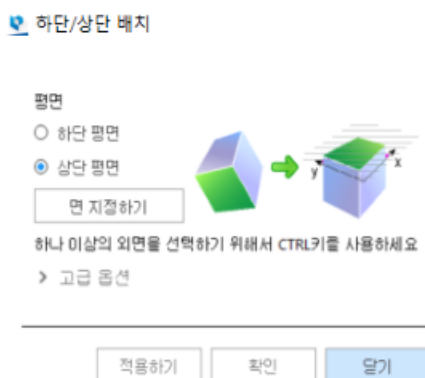 하단/상단 배치
평면
하단 평면
상단 평면
면 지정하기
y
x
하나 이상의 외면을 선택하기 위해서 CTRL키를 사용하세요
고급 옵션
적용하기
확인
닫기